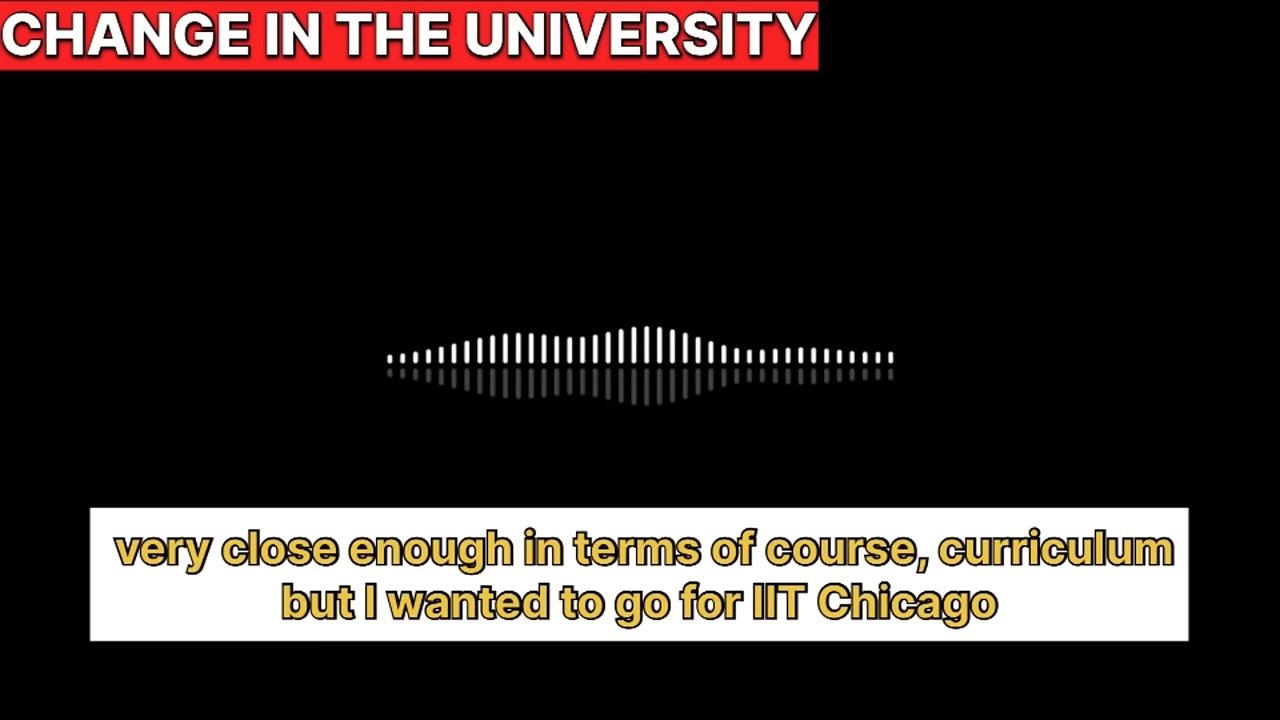 CHANGE IN THE UNIVERSITY
very close enough in terms of course, curriculum
but I wanted to go for IIT Chicago